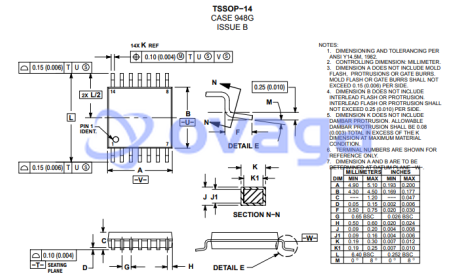 TSSOP-14
CASE 948G
ISSUE B
14X K REF
0.10 (0.004) M T U S V S
0.15 (0.006) T U S
2X L/2
14
8
B
-U-
L
PIN 1
IDENT.
1
7
0.15 (0.006) T U S
A
-V-
N
0.25 (0.010)
M
N
F
DETAIL E
K
K1
J J1
SECTION N-N
C
0.10 (0.004)
-T- SEATING
PLANE
D
G
H
DETAIL E
-W-
ovaga
NOTES:
1. DIMENSIONING AND TOLERANCING PER
ANSI Y14.5M, 1982.
2. CONTROLLING DIMENSION: MILLIMETER.
3. DIMENSION A DOES NOT INCLUDE MOLD
FLASH, PROTRUSIONS OR GATE BURRS.
MOLD FLASH OR GATE BURRS SHALL NOT
EXCEED 0.15 (0.006) PER SIDE.
4. DIMENSION B DOES NOT INCLUDE
INTERLEAD FLASH OR PROTRUSION.
INTERLEAD FLASH OR PROTRUSION SHALL
NOT EXCEED 0.25 (0.010) PER SIDE.
5. DIMENSION K DOES NOT INCLUDE
DAMBAR PROTRUSION. ALLOWABLE
DAMBAR PROTRUSION SHALL BE 0.08
(0.003) TOTAL IN EXCESS OF THE K
DIMENSION AT MAXIMUM MATERIAL
CONDITION.
6. TERMINAL NUMBERS ARE SHOWN FOR
REFERENCE ONLY.
7. DIMENSION A AND B ARE TO BE
DETERMINED AT DATUM PLANE -W-.
MILLIMETERS INCHES
DIM MIN MAX MIN MAX
A 4.90 5.10 0.193 0.200
B 4.30 4.50 0.169 0.177
C --- 1.20 --- 0.047
D 0.05 0.15 0.002 0.006
F 0.50 0.75 0.020 0.030
G 0.65 BSC 0.026 BSC
H 0.50 0.60 0.020 0.024
J 0.09 0.20 0.004 0.008
J1 0.09 0.16 0.004 0.006
K 0.19 0.30 0.007 0.012
K1 0.19 0.25 0.007 0.010
L 6.40 BSC 0.252 BSC
M 0° 8° 0° 8°